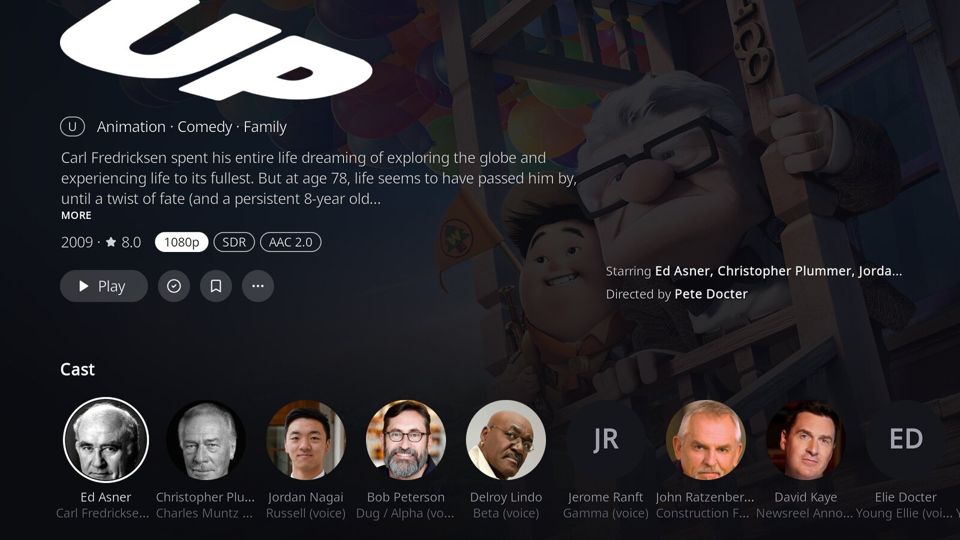 UP
U Animation · Comedy · Family
Carl Fredricksen spent his entire life dreaming of exploring the globe and
experiencing life to its fullest. But at age 78, life seems to have passed him by,
until a twist of fate (and a persistent 8-year old...
MORE
2009 · ★ 8.0 1080p SDR AAC 2.0
Play
Starring Ed Asner, Christopher Plummer, Jorda...
Directed by Pete Docter
Cast
JR
ED
Ed Asner Christopher Plu... Jordan Nagai Bob Peterson Delroy Lindo Jerome Ranft John Ratzenber... David Kaye Elie Docter
Carl Fredrickse... Charles Muntz ... Russell (voice) Dug / Alpha (vo... Beta (voice) Gamma (voice) Construction F... Newsreel Anno... Young Ellie (voi...